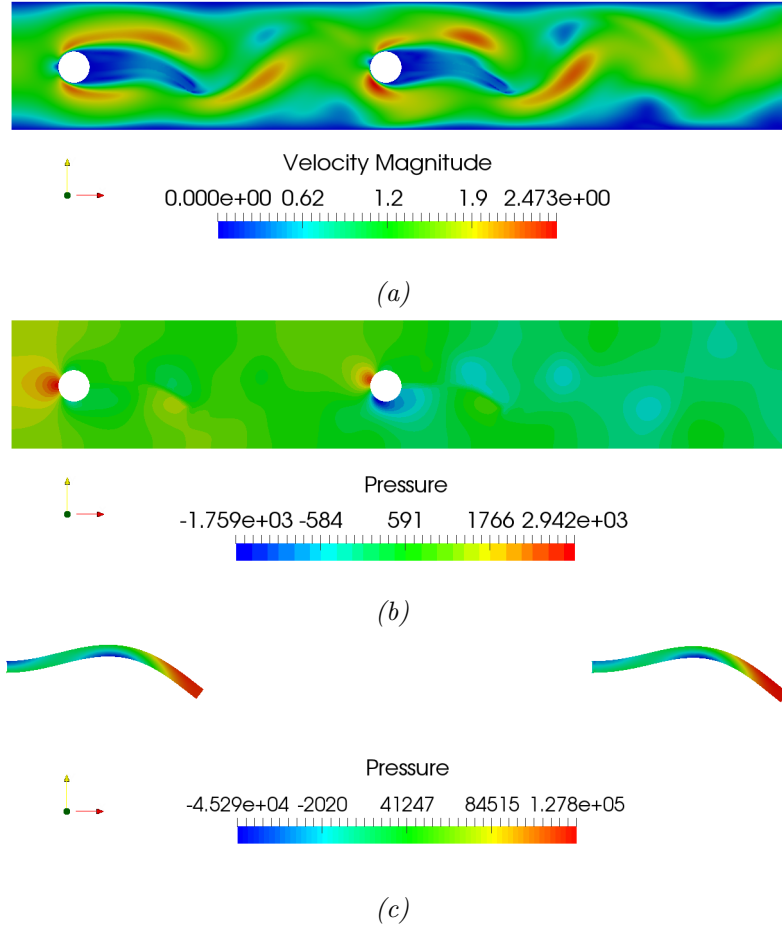 Velocity Magnitude
0.000e+00 0.62 1.2 1.9 2.473e+00
(a)
Pressure
-1.759e+03 -584 591 1766 2.942e+03
(b)
Pressure
-4.529e+04 -2020 41247 84515 1.278e+05
(c)